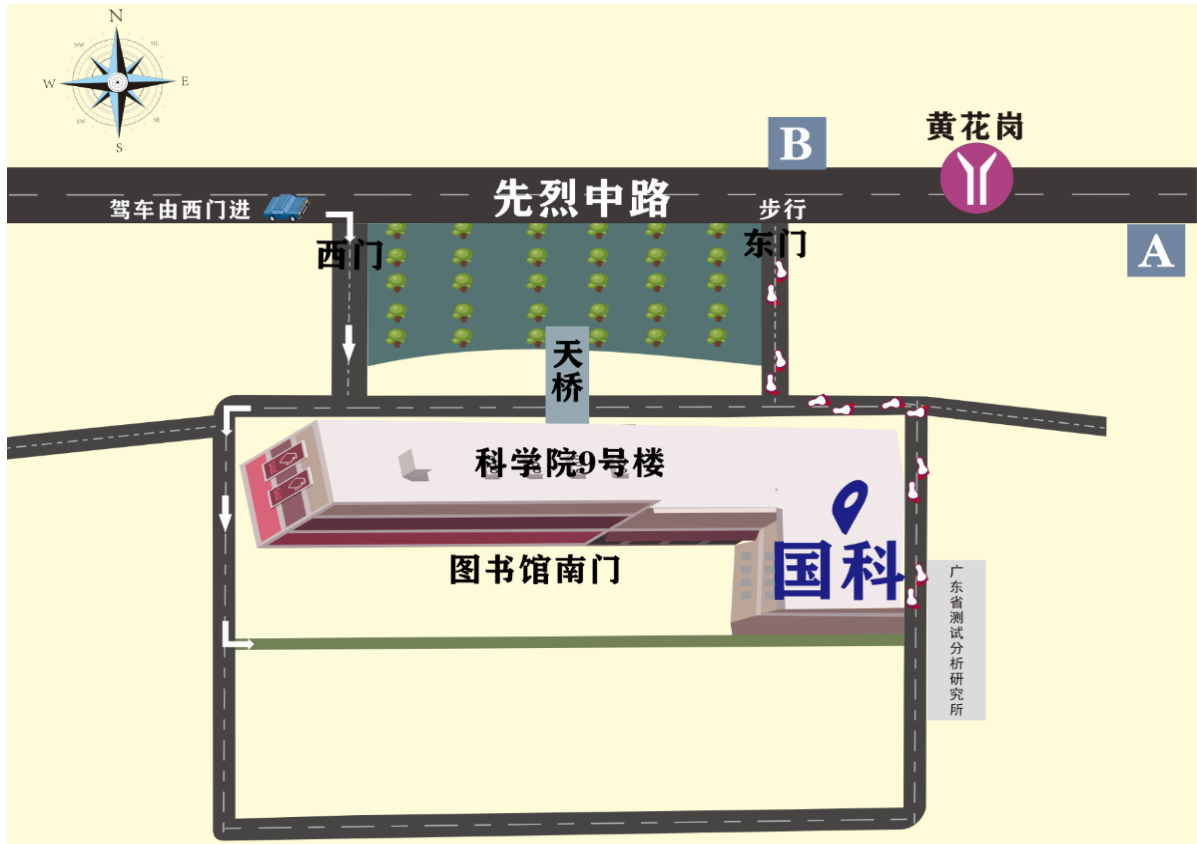 N
NW
NE
W
E
SW
SE
S
B
黄花岗
先烈中路
驾车由西门进
步行
西门
东门
A
天桥
科学院9号楼
国科
图书馆南门
广东省测试分析研究所